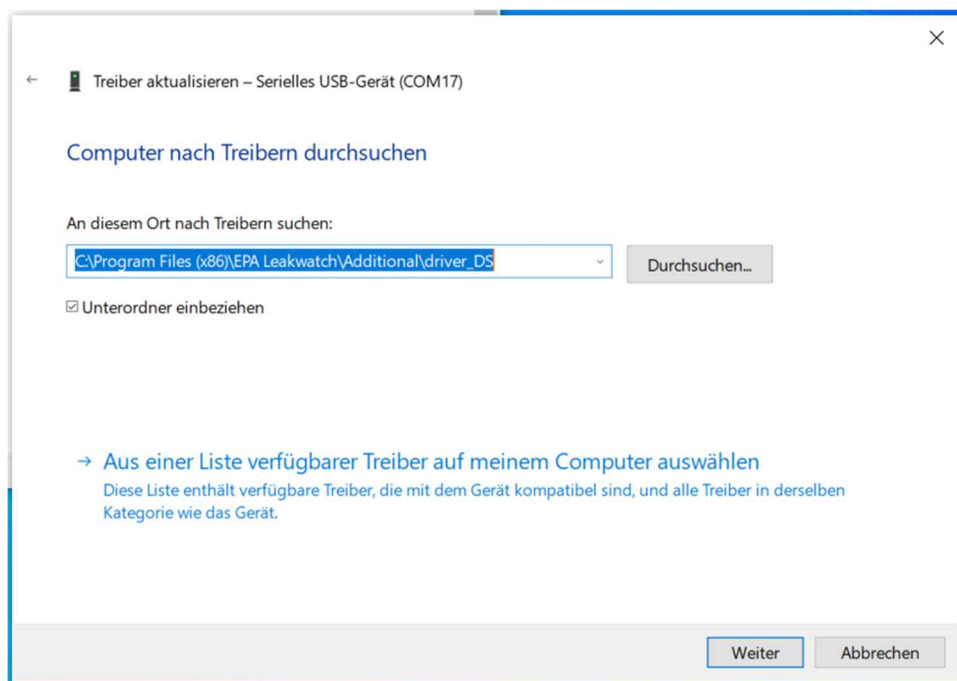 Treiber aktualisieren – Serielles USB-Gerät (COM17)
Computer nach Treibern durchsuchen
An diesem Ort nach Treibern suchen:
C:\Program Files (x86)\EPA Leakwatch\Additional\driver_DS
Durchsuchen...
Unterordner einbeziehen
Aus einer Liste verfügbarer Treiber auf meinem Computer auswählen
Diese Liste enthält verfügbare Treiber, die mit dem Gerät kompatibel sind, und alle Treiber in derselben
Kategorie wie das Gerät.
Weiter
Abbrechen